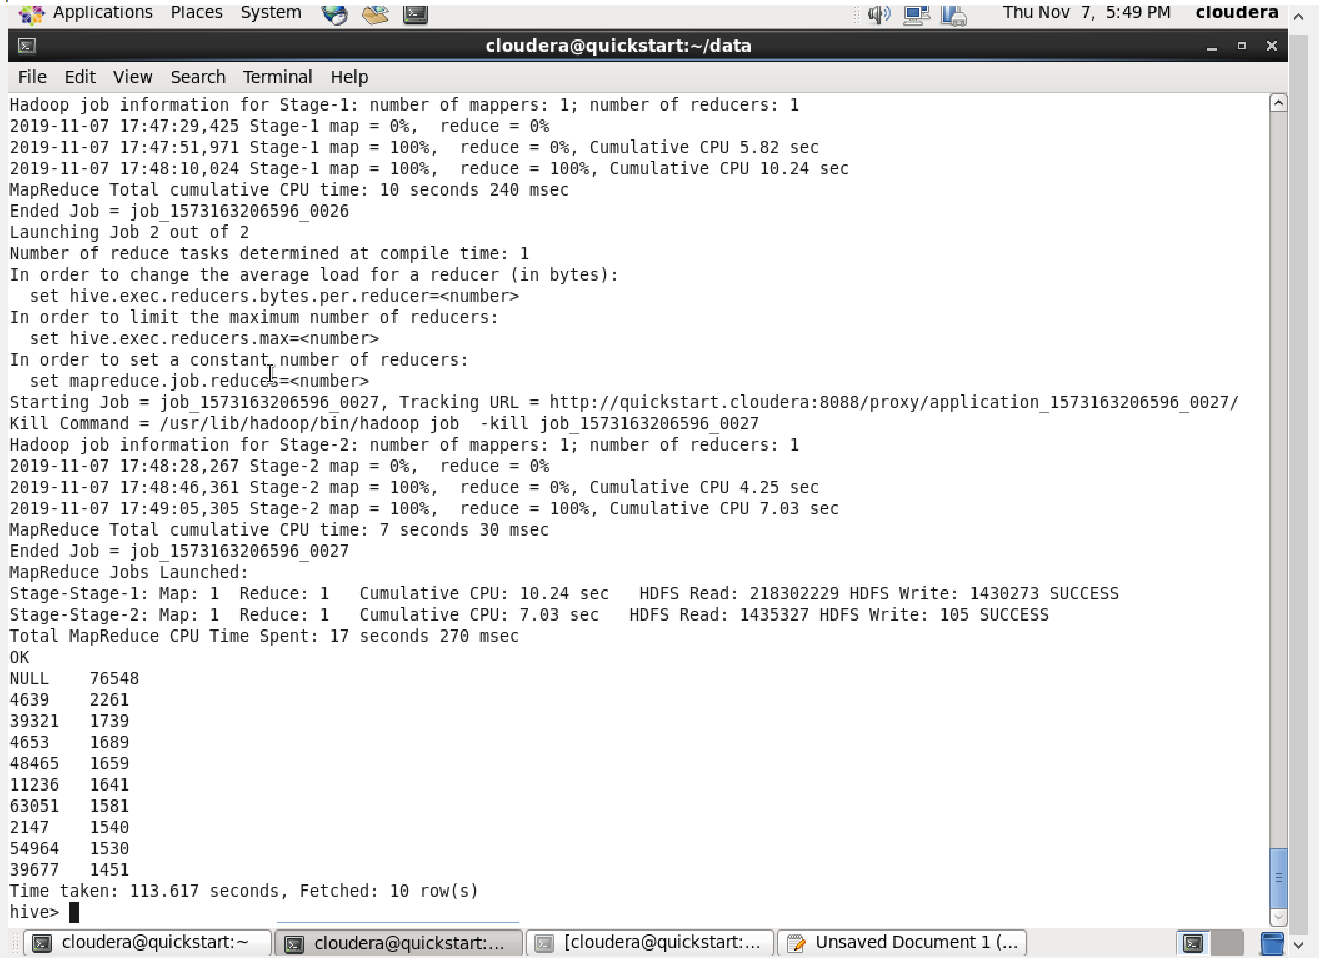 Applications Places System Thu Nov 7, 5:49 PM cloudera
cloudera@quickstart:~/data
File Edit View Search Terminal Help
Hadoop job information for Stage-1: number of mappers: 1; number of reducers: 1
2019-11-07 17:47:29,425 Stage-1 map = 0%,  reduce = 0%
2019-11-07 17:47:51,971 Stage-1 map = 100%,  reduce = 0%, Cumulative CPU 5.82 sec
2019-11-07 17:48:10,024 Stage-1 map = 100%,  reduce = 100%, Cumulative CPU 10.24 sec
MapReduce Total cumulative CPU time: 10 seconds 240 msec
Ended Job = job_1573163206596_0026
Launching Job 2 out of 2
Number of reduce tasks determined at compile time: 1
In order to change the average load for a reducer (in bytes):
  set hive.exec.reducers.bytes.per.reducer=<number>
In order to limit the maximum number of reducers:
  set hive.exec.reducers.max=<number>
In order to set a constant number of reducers:
  set mapreduce.job.reduces=<number>
Starting Job = job_1573163206596_0027, Tracking URL = http://quickstart.cloudera:8088/proxy/application_1573163206596_0027/
Kill Command = /usr/lib/hadoop/bin/hadoop job  -kill job_1573163206596_0027
Hadoop job information for Stage-2: number of mappers: 1; number of reducers: 1
2019-11-07 17:48:28,267 Stage-2 map = 0%,  reduce = 0%
2019-11-07 17:48:46,361 Stage-2 map = 100%,  reduce = 0%, Cumulative CPU 4.25 sec
2019-11-07 17:49:05,305 Stage-2 map = 100%,  reduce = 100%, Cumulative CPU 7.03 sec
MapReduce Total cumulative CPU time: 7 seconds 30 msec
Ended Job = job_1573163206596_0027
MapReduce Jobs Launched:
Stage-Stage-1: Map: 1  Reduce: 1   Cumulative CPU: 10.24 sec   HDFS Read: 218302229 HDFS Write: 1430273 SUCCESS
Stage-Stage-2: Map: 1  Reduce: 1   Cumulative CPU: 7.03 sec   HDFS Read: 1435327 HDFS Write: 105 SUCCESS
Total MapReduce CPU Time Spent: 17 seconds 270 msec
OK
NULL    76548
4639    2261
39321   1739
4653    1689
48465   1659
11236   1641
63051   1581
2147    1540
54964   1530
39677   1451
Time taken: 113.617 seconds, Fetched: 10 row(s)
hive>
cloudera@quickstart:~ cloudera@quickstart:... [cloudera@quickstart:... Unsaved Document 1 (...